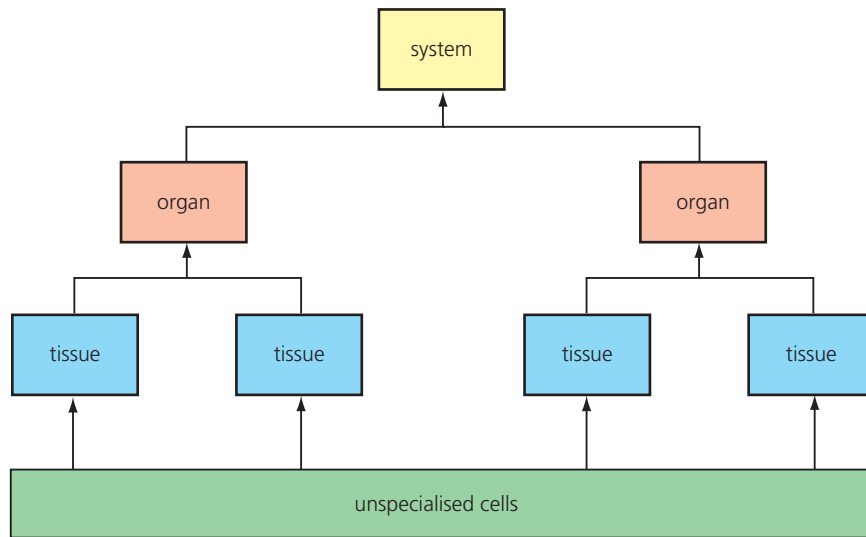 system
organ
organ
tissue
tissue
tissue
tissue
unspecialised cells